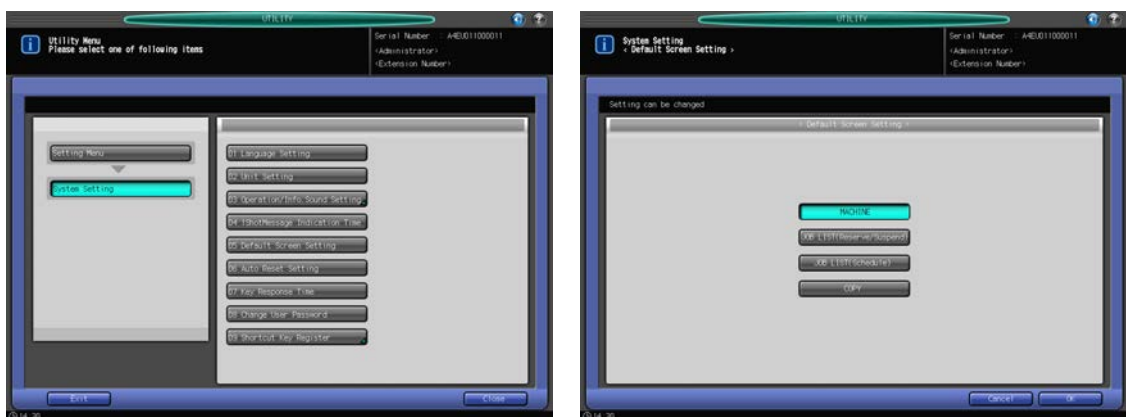 UTILITY
Utility Menu
Please select one of following items
Serial Number : A4EU011000011
<Administrator>
<Extension Number>
Setting Menu
System Setting
01 Language Setting
02 Unit Setting
03 Operation/Info.Sound Setting
04 1ShotMessage Indication Time
05 Default Screen Setting
06 Auto Reset Setting
07 Key Response Time
08 Change User Password
09 Shortcut Key Register
Exit
Close
14:30
UTILITY
System Setting
< Default Screen Setting >
Serial Number : A4EU011000011
<Administrator>
<Extension Number>
Setting can be changed
< Default Screen Setting >
MACHINE
JOB LIST(Reserve/Suspend)
JOB LIST(Schedule)
COPY
Cancel
OK
14:30